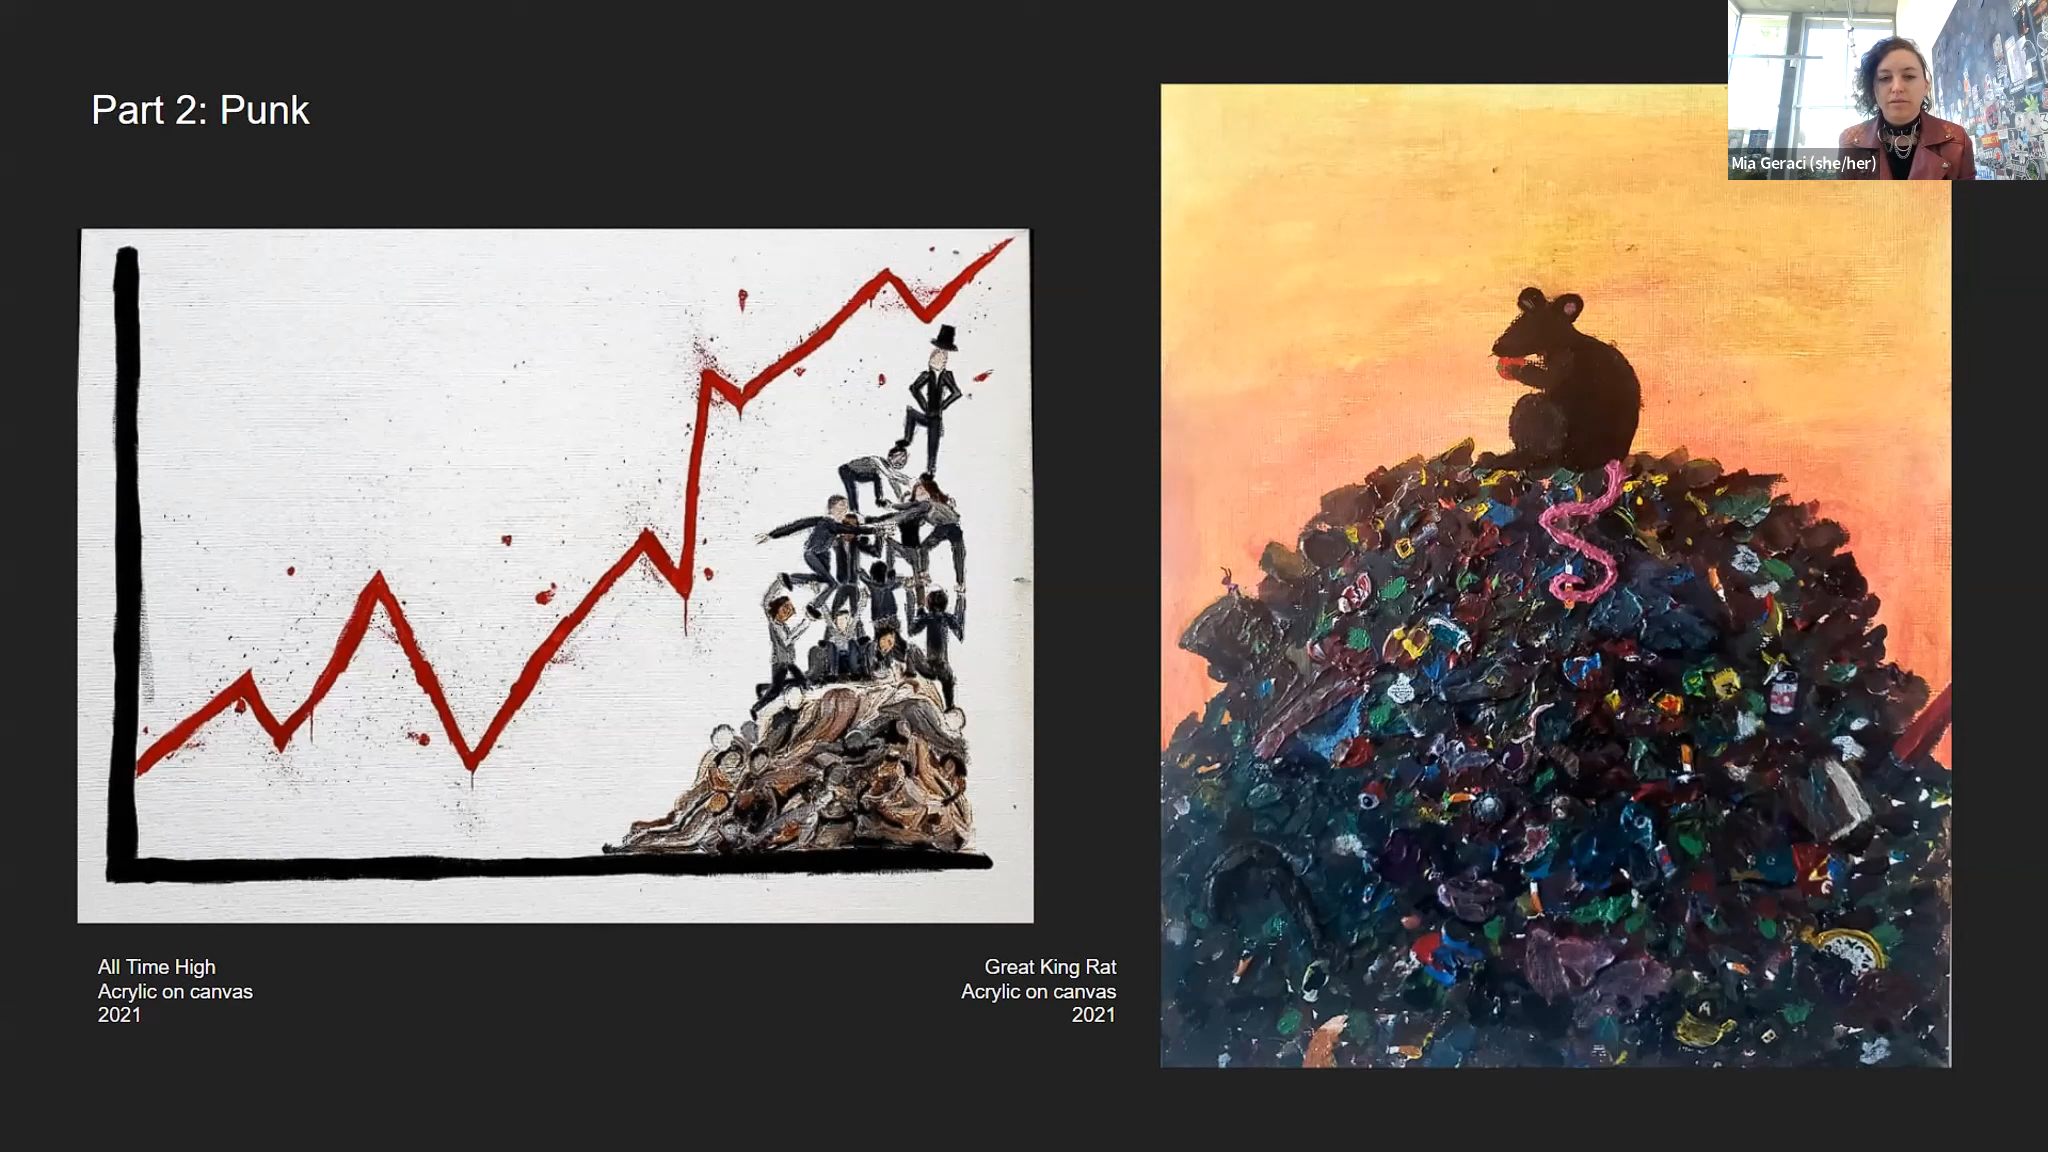 Part 2: Punk
Mia Geraci (she/her)
All Time High
Acrylic on canvas
2021
Great King Rat
Acrylic on canvas
2021